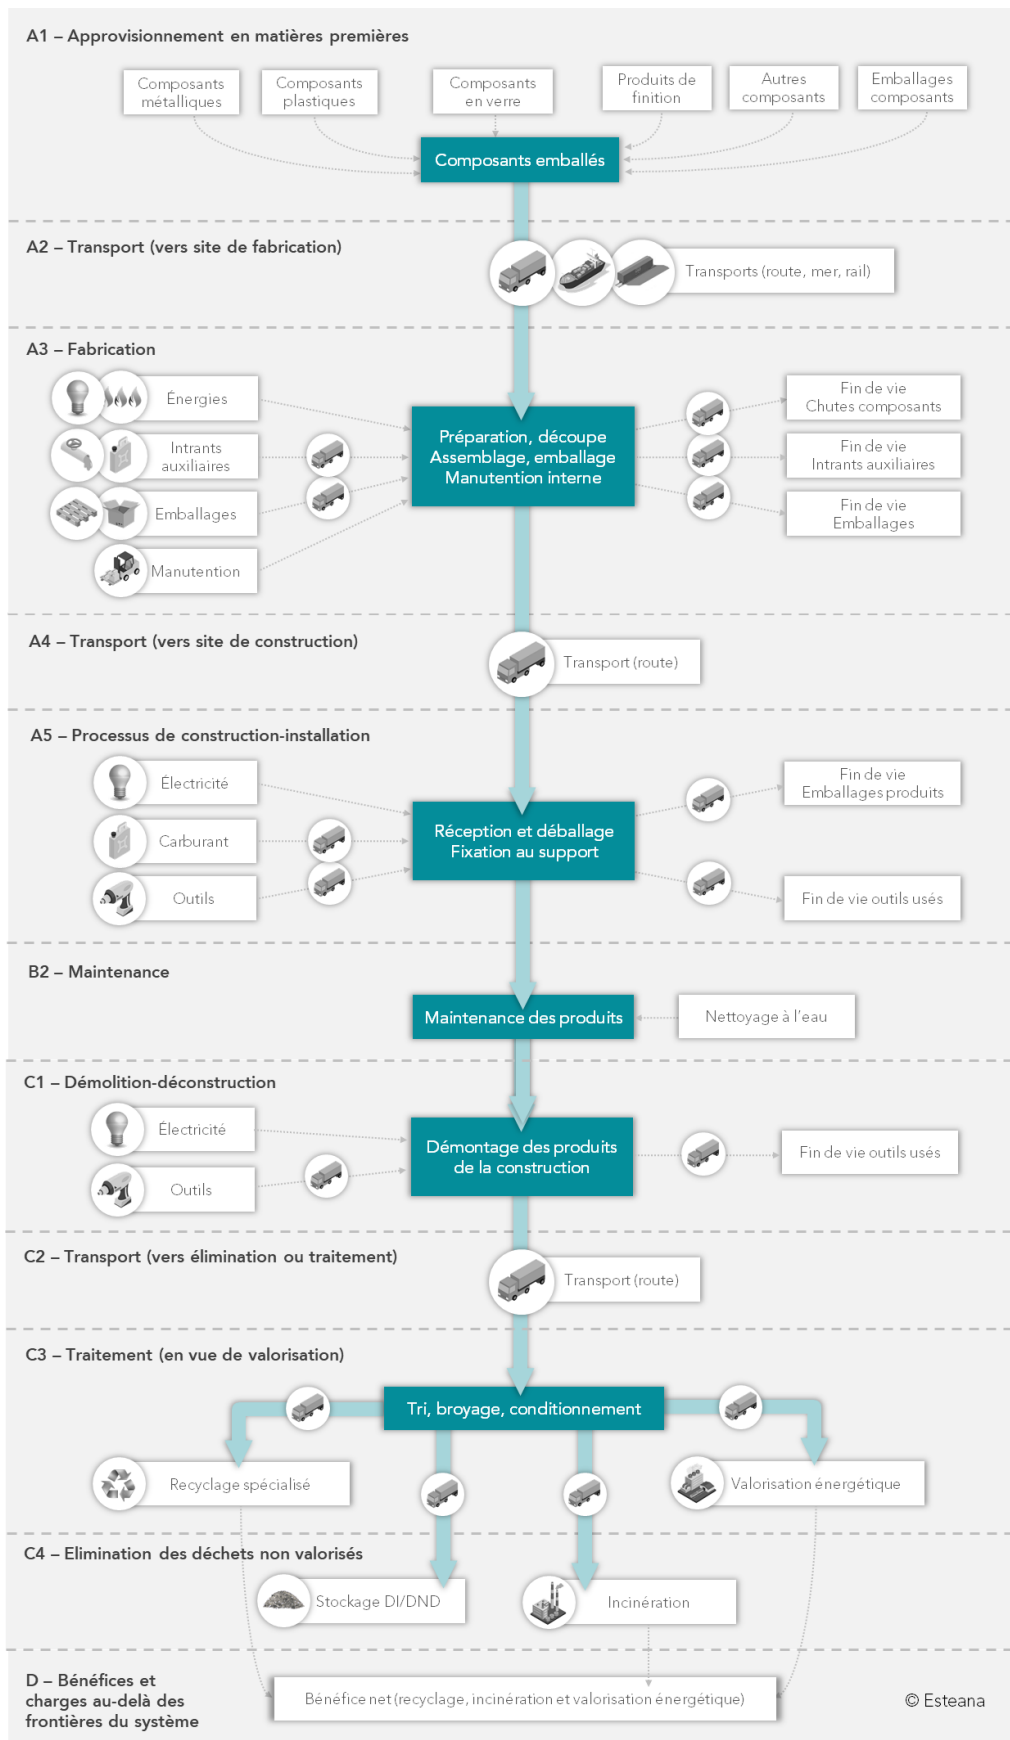 A1 – Approvisionnement en matières premières
Composants
métalliques
Composants
plastiques
Composants
en verre
Produits de
finition
Autres
composants
Emballages
composants
Composants emballés
A2 – Transport (vers site de fabrication)
Transports (route, mer, rail)
A3 – Fabrication
Énergies
Intrants
auxiliaires
Emballages
Manutention
Préparation, découpe
Assemblage, emballage
Manutention interne
Fin de vie
Chutes composants
Fin de vie
Intrants auxiliaires
Fin de vie
Emballages
A4 – Transport (vers site de construction)
Transport (route)
A5 – Processus de construction-installation
Électricité
Carburant
Outils
Réception et déballage
Fixation au support
Fin de vie
Emballages produits
Fin de vie outils usés
B2 – Maintenance
Maintenance des produits
Nettoyage à l'eau
C1 – Démolition-déconstruction
Électricité
Outils
Démontage des produits
de la construction
Fin de vie outils usés
C2 – Transport (vers élimination ou traitement)
Transport (route)
C3 – Traitement (en vue de valorisation)
Tri, broyage, conditionnement
Recyclage spécialisé
Valorisation énergétique
C4 – Elimination des déchets non valorisés
Stockage DI/DND
Incinération
D – Bénéfices et
charges au-delà des
frontières du système
Bénéfice net (recyclage, incinération et valorisation énergétique)
© Esteana